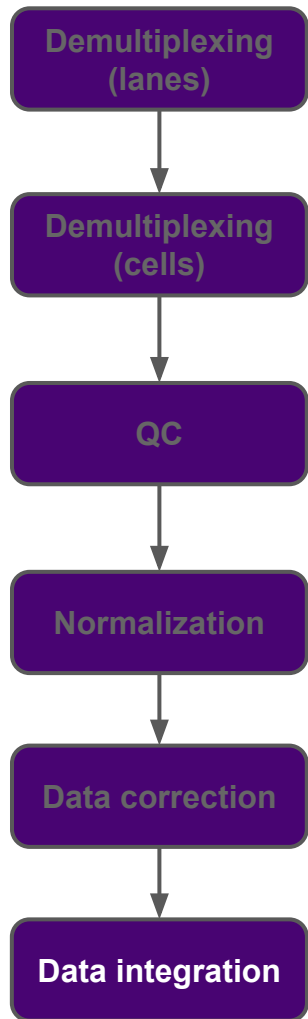 Demultiplexing
(lanes)
Demultiplexing
(cells)
QC
Normalization
Data correction
Data integration